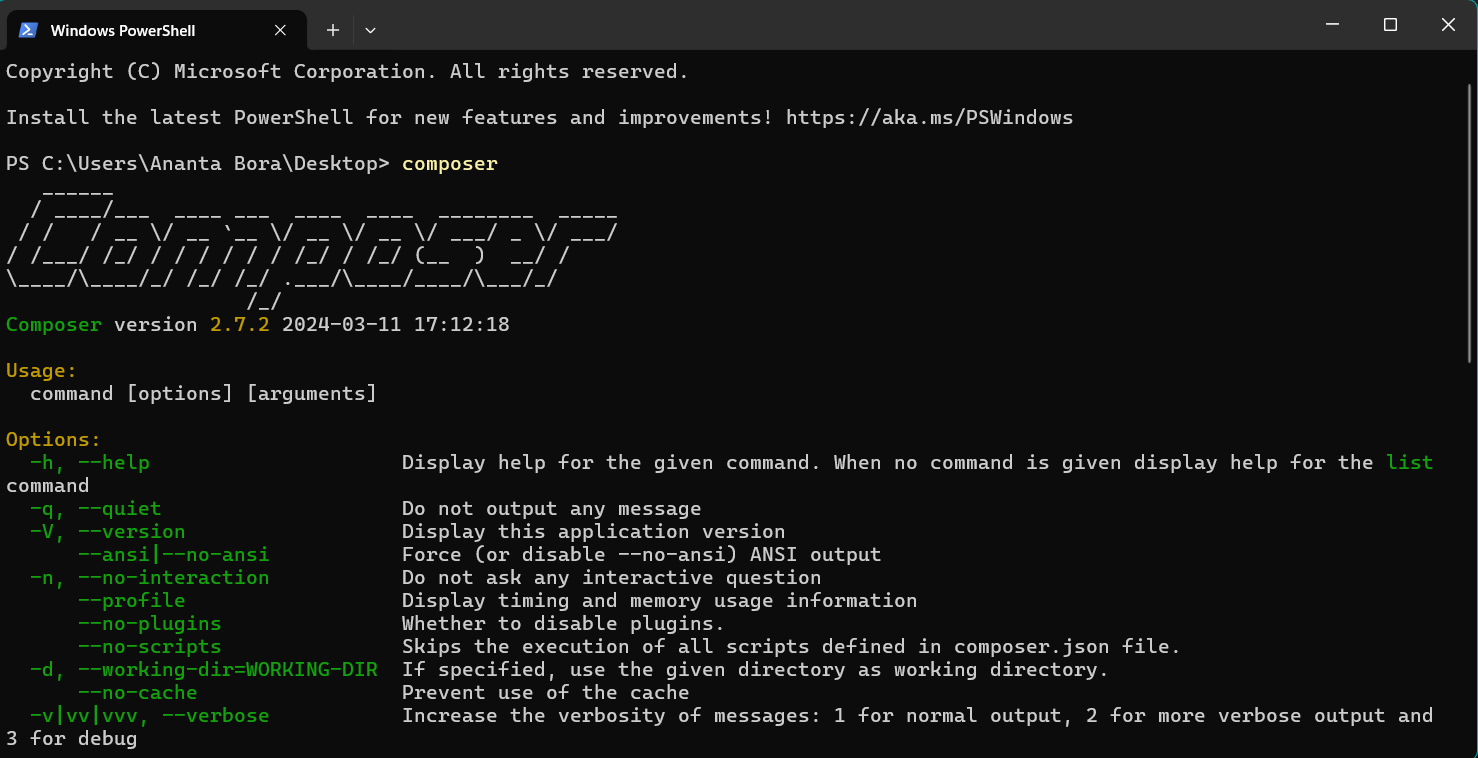 Windows PowerShell
Copyright (C) Microsoft Corporation. All rights reserved.
Install the latest PowerShell for new features and improvements! https://aka.ms/PSWindows
PS C:\Users\Ananta Bora\Desktop> composer
   ______
  / ____/___  ____ ___  ____  ____  ________  _____
 / /   / __ \/ __ `__ \/ __ \/ __ \/ ___/ _ \/ ___/
/ /___/ /_/ / / / / / / /_/ / /_/ (__  )  __/ /
\____/\____/_/ /_/ /_/ .___/\____/____/\___/_/
                    /_/
Composer version 2.7.2 2024-03-11 17:12:18
Usage:
  command [options] [arguments]
Options:
  -h, --help                     Display help for the given command. When no command is given display help for the list
command
  -q, --quiet                    Do not output any message
  -V, --version                  Display this application version
      --ansi|--no-ansi           Force (or disable --no-ansi) ANSI output
  -n, --no-interaction           Do not ask any interactive question
      --profile                  Display timing and memory usage information
      --no-plugins               Whether to disable plugins.
      --no-scripts               Skips the execution of all scripts defined in composer.json file.
  -d, --working-dir=WORKING-DIR  If specified, use the given directory as working directory.
      --no-cache                 Prevent use of the cache
  -v|vv|vvv, --verbose           Increase the verbosity of messages: 1 for normal output, 2 for more verbose output and
3 for debug